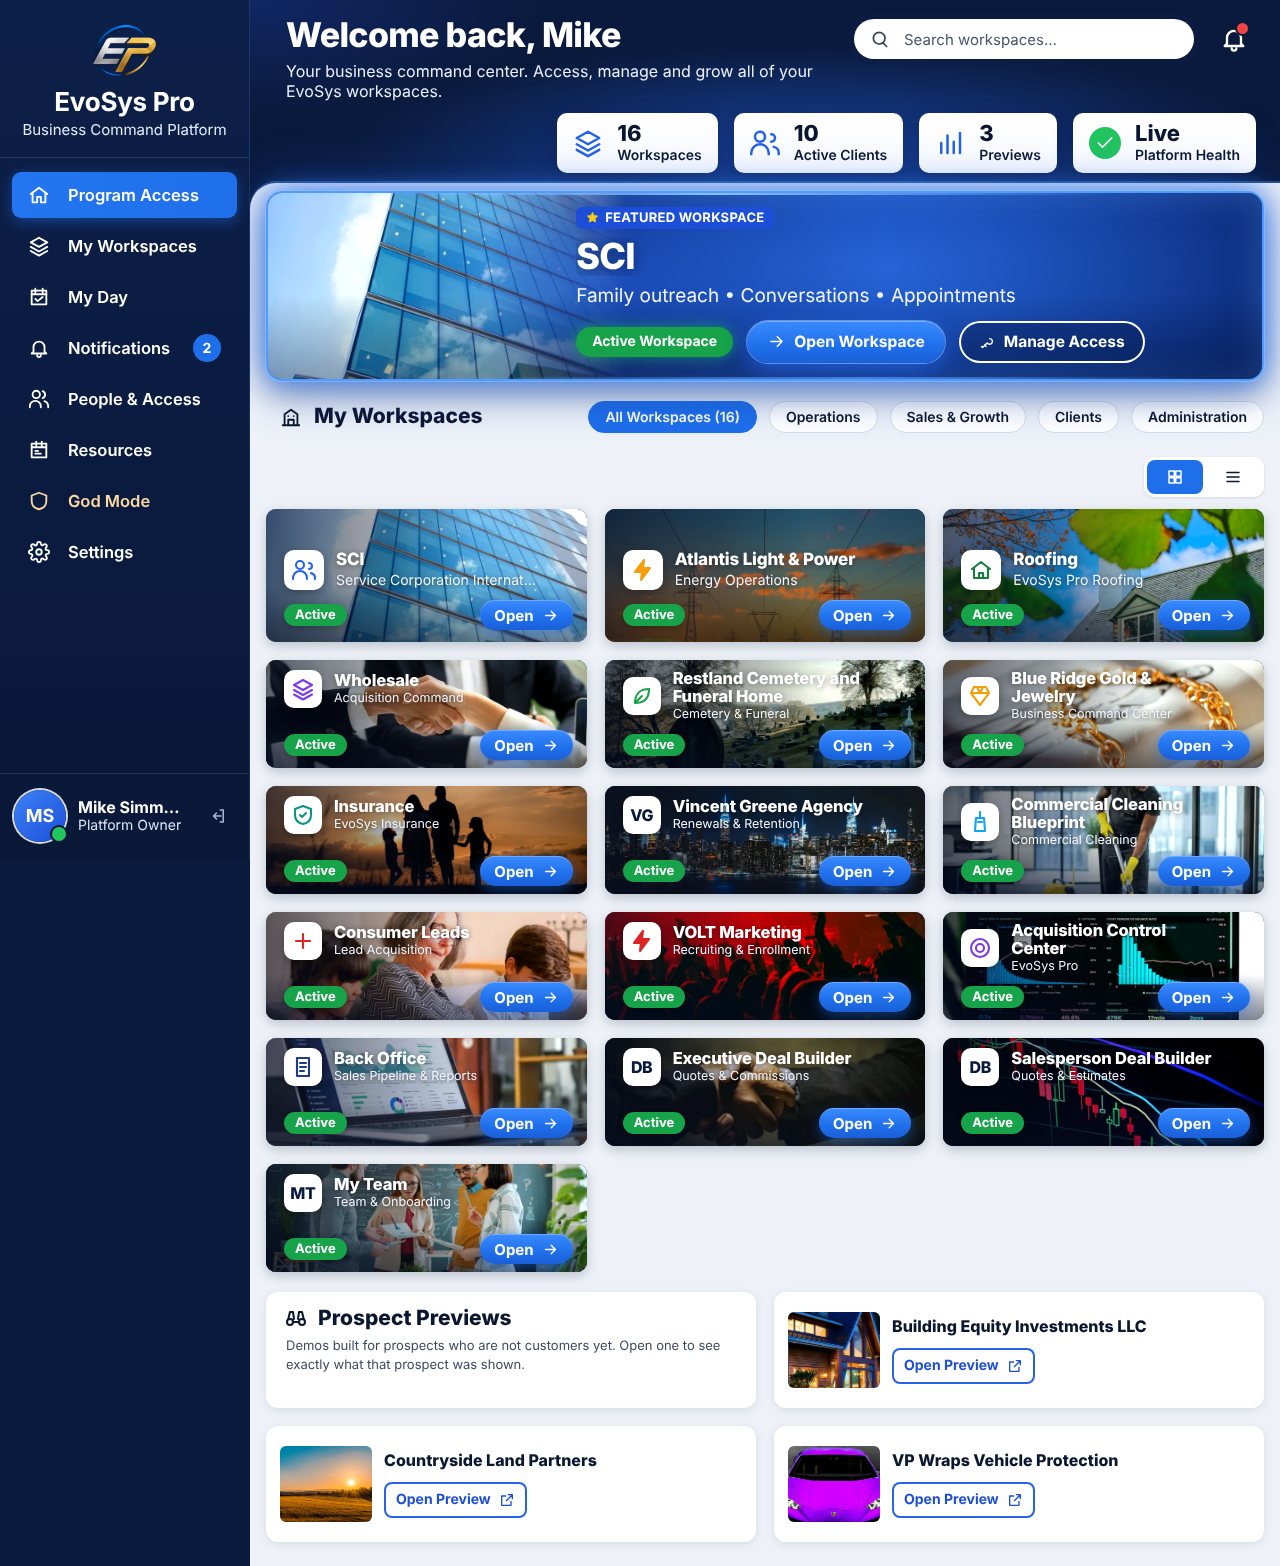 EP
EvoSys Pro
Business Command Platform
Program Access
My Workspaces
My Day
Notifications 2
People & Access
Resources
God Mode
Settings
MS
Mike Simm...
Platform Owner
Welcome back, Mike
Your business command center. Access, manage and grow all of your
EvoSys workspaces.
Search workspaces...
16
Workspaces
10
Active Clients
3
Previews
Live
Platform Health
FEATURED WORKSPACE
SCI
Family outreach • Conversations • Appointments
Active Workspace
Open Workspace
Manage Access
My Workspaces
All Workspaces (16)
Operations
Sales & Growth
Clients
Administration
SCI
Service Corporation Internat...
Active
Open
Atlantis Light & Power
Energy Operations
Active
Open
Roofing
EvoSys Pro Roofing
Active
Open
Wholesale
Acquisition Command
Active
Open
Restland Cemetery and
Funeral Home
Cemetery & Funeral
Active
Open
Blue Ridge Gold &
Jewelry
Business Command Center
Active
Open
Insurance
EvoSys Insurance
Active
Open
VG
Vincent Greene Agency
Renewals & Retention
Active
Open
Commercial Cleaning
Blueprint
Commercial Cleaning
Active
Open
Consumer Leads
Lead Acquisition
Active
Open
VOLT Marketing
Recruiting & Enrollment
Active
Open
Acquisition Control
Center
EvoSys Pro
Active
Open
Back Office
Sales Pipeline & Reports
Active
Open
DB
Executive Deal Builder
Quotes & Commissions
Active
Open
DB
Salesperson Deal Builder
Quotes & Estimates
Active
Open
MT
My Team
Team & Onboarding
Active
Open
Prospect Previews
Demos built for prospects who are not customers yet. Open one to see
exactly what that prospect was shown.
Building Equity Investments LLC
Open Preview
Countryside Land Partners
Open Preview
VP Wraps Vehicle Protection
Open Preview